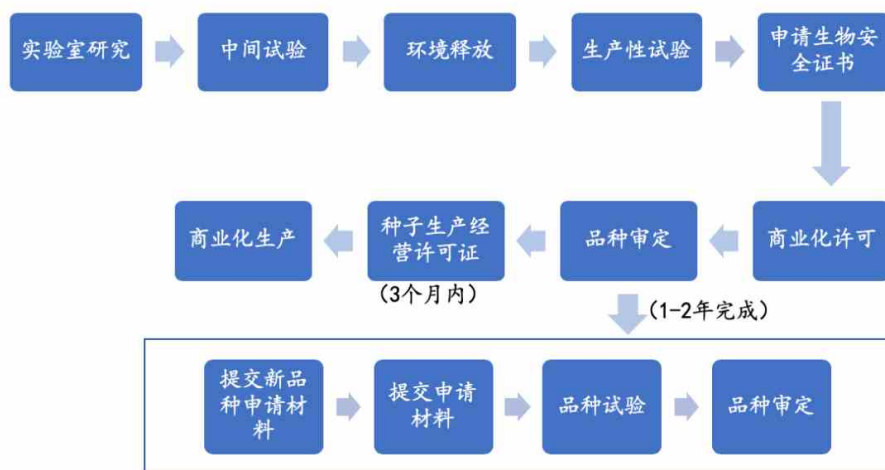 实验室研究
中间试验
环境释放
生产性试验
申请生物安
全证书
商业化生产
种子生产经
营许可证
品种审定
商业化许可
（3个月内）
（1-2年完成）
提交新品
种申请材
料
提交申请
材料
品种试验
品种审定